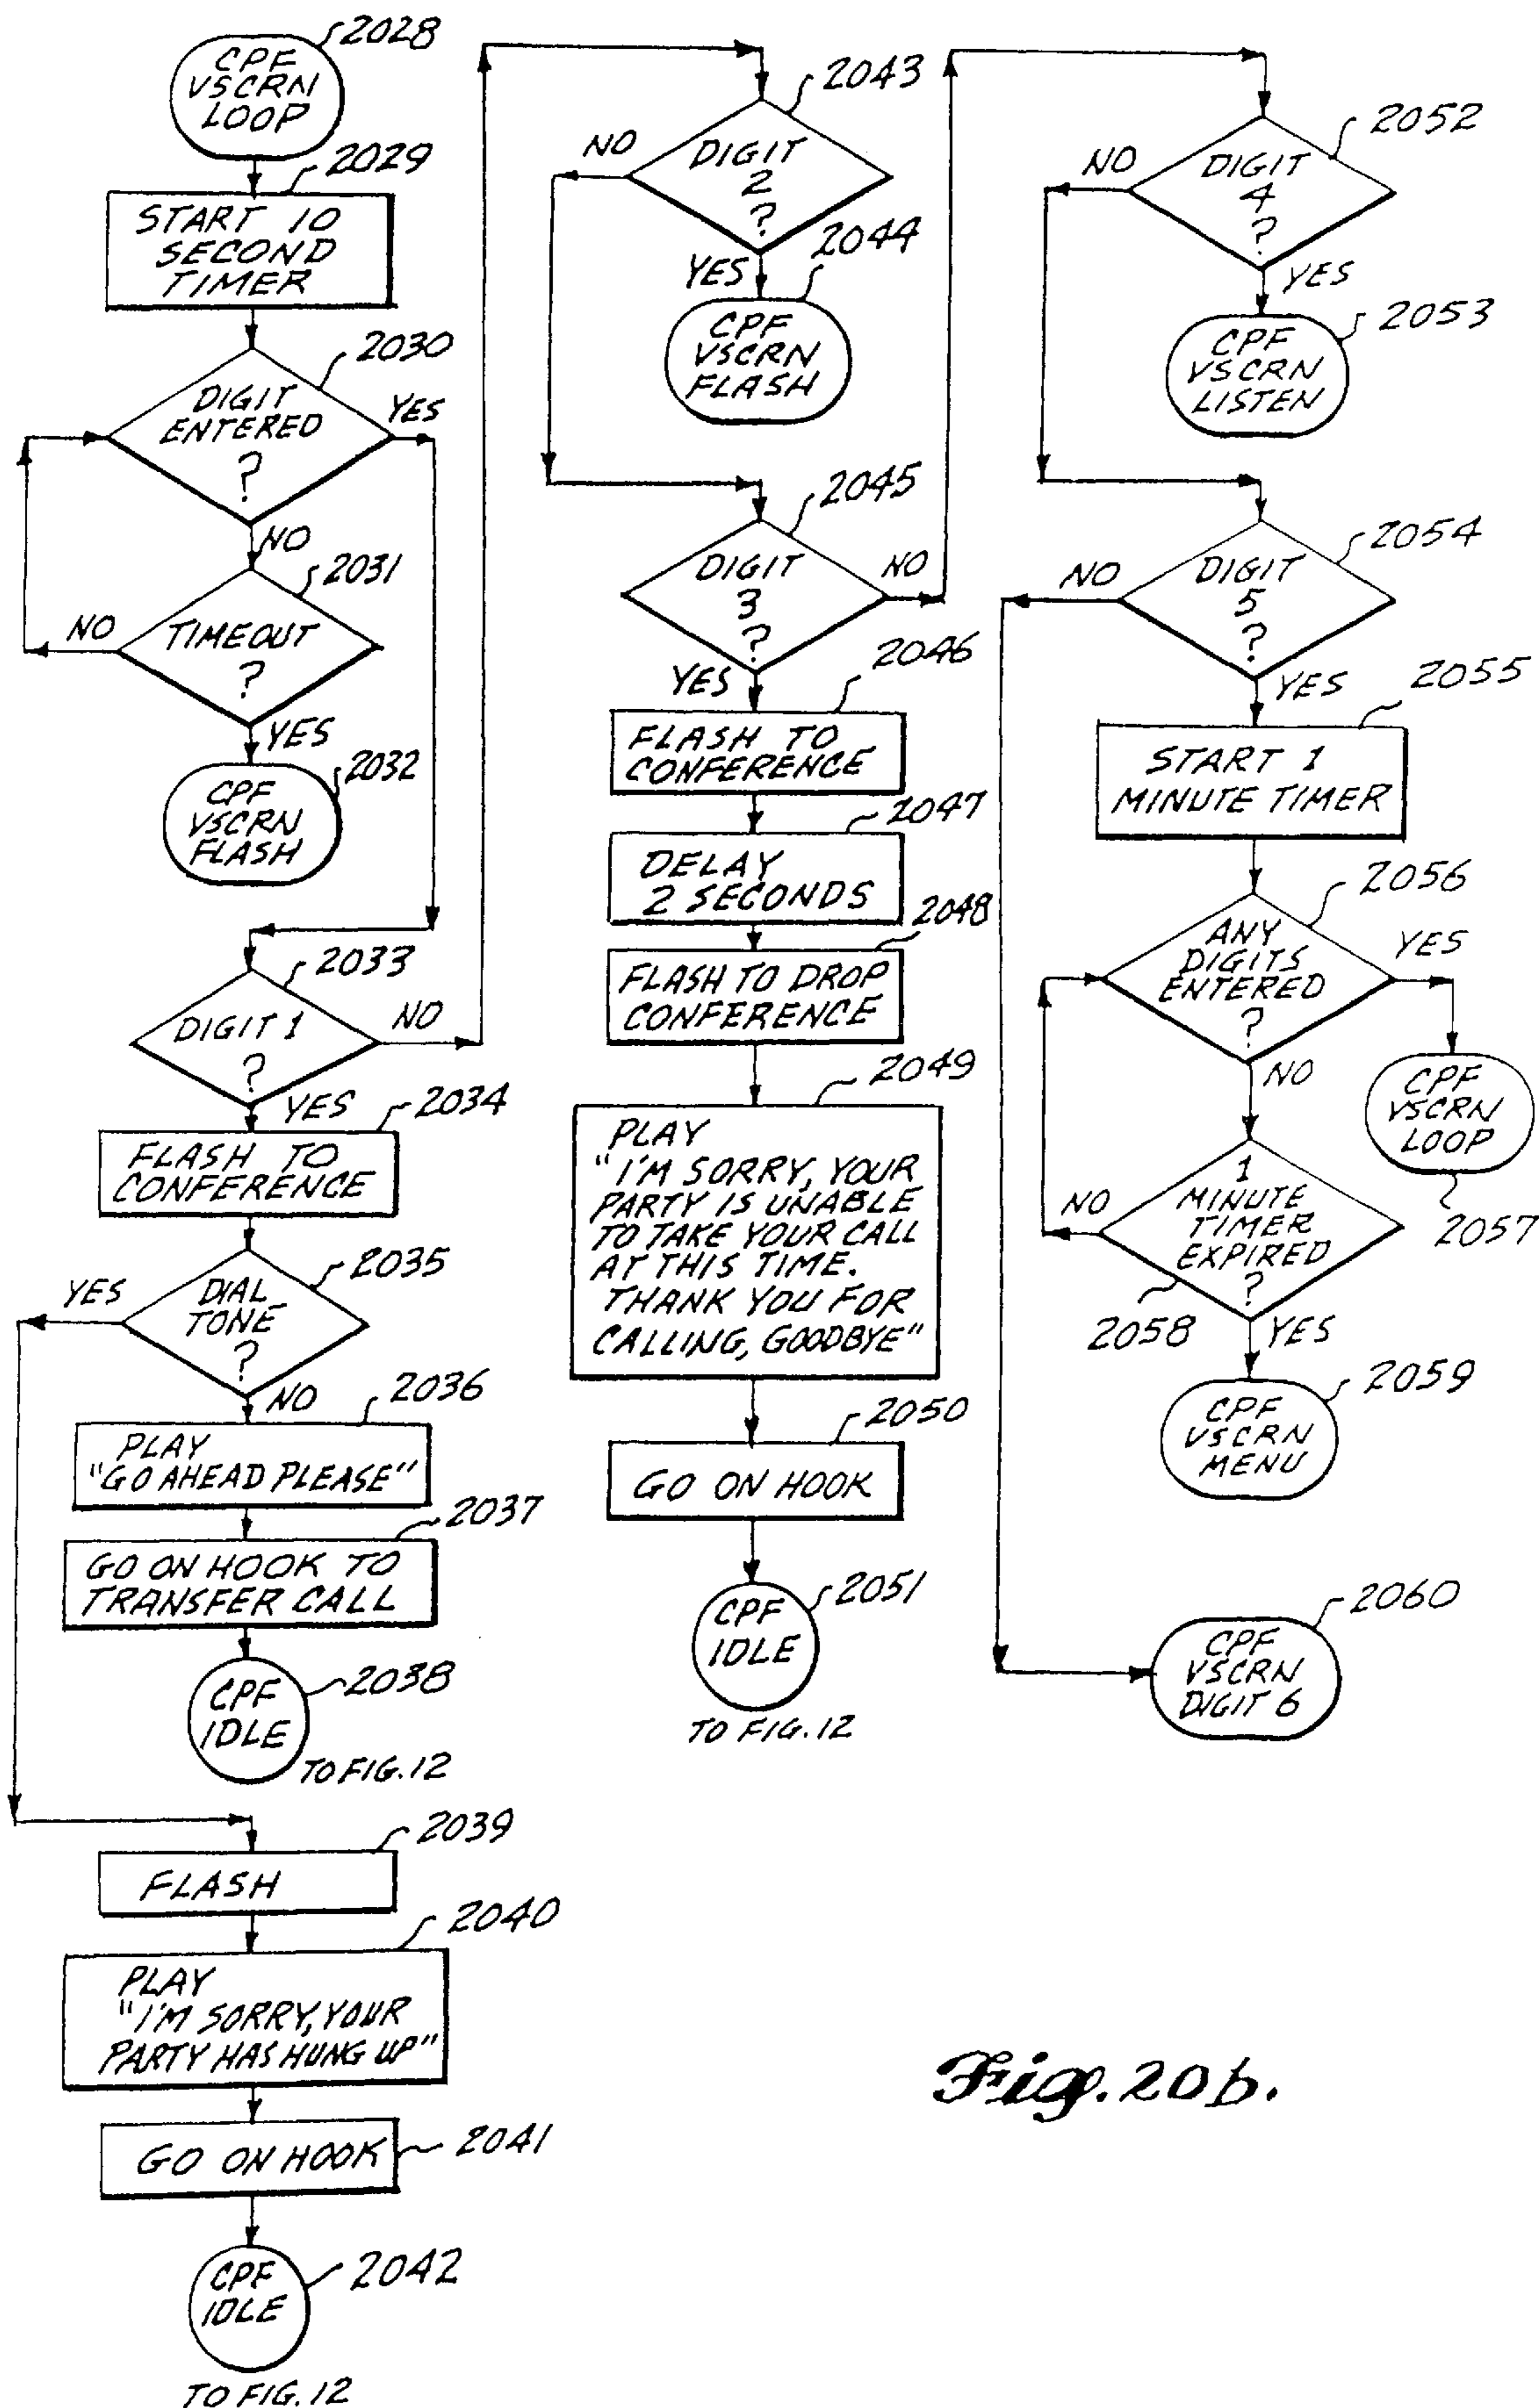 2028
CPF
VSCRN
LOOP
2029
START 10
SECOND
TIMER
2030
DIGIT
ENTERED
?
YES
NO
2031
TIMEOUT
?
NO
YES
2032
CPF
VSCRN
FLASH
2033
DIGIT 1
?
NO
YES
2034
FLASH TO
CONFERENCE
2035
DIAL
TONE
?
YES
NO
2036
PLAY
"GO AHEAD PLEASE"
2037
GO ON HOOK TO
TRANSFER CALL
2038
CPF
IDLE
TO FIG. 12
2039
FLASH
2040
PLAY
"I'M SORRY, YOUR
PARTY HAS HUNG UP"
2041
GO ON HOOK
2042
CPF
IDLE
TO FIG. 12
2043
DIGIT
2
?
NO
YES
2044
CPF
VSCRN
FLASH
2045
DIGIT
3
?
NO
YES
2046
FLASH TO
CONFERENCE
2047
DELAY
2 SECONDS
2048
FLASH TO DROP
CONFERENCE
2049
PLAY
"I'M SORRY, YOUR
PARTY IS UNABLE
TO TAKE YOUR CALL
AT THIS TIME.
THANK YOU FOR
CALLING, GOODBYE"
2050
GO ON HOOK
2051
CPF
IDLE
TO FIG. 12
2052
DIGIT
4
?
NO
YES
2053
CPF
VSCRN
LISTEN
2054
DIGIT
5
?
NO
YES
2055
START 1
MINUTE TIMER
2056
ANY
DIGITS
ENTERED
?
YES
NO
CPF
VSCRN
LOOP
2057
1
MINUTE
TIMER
EXPIRED
?
NO
2058
YES
2059
CPF
VSCRN
MENU
2060
CPF
VSCRN
DIGIT 6
Fig. 20b.